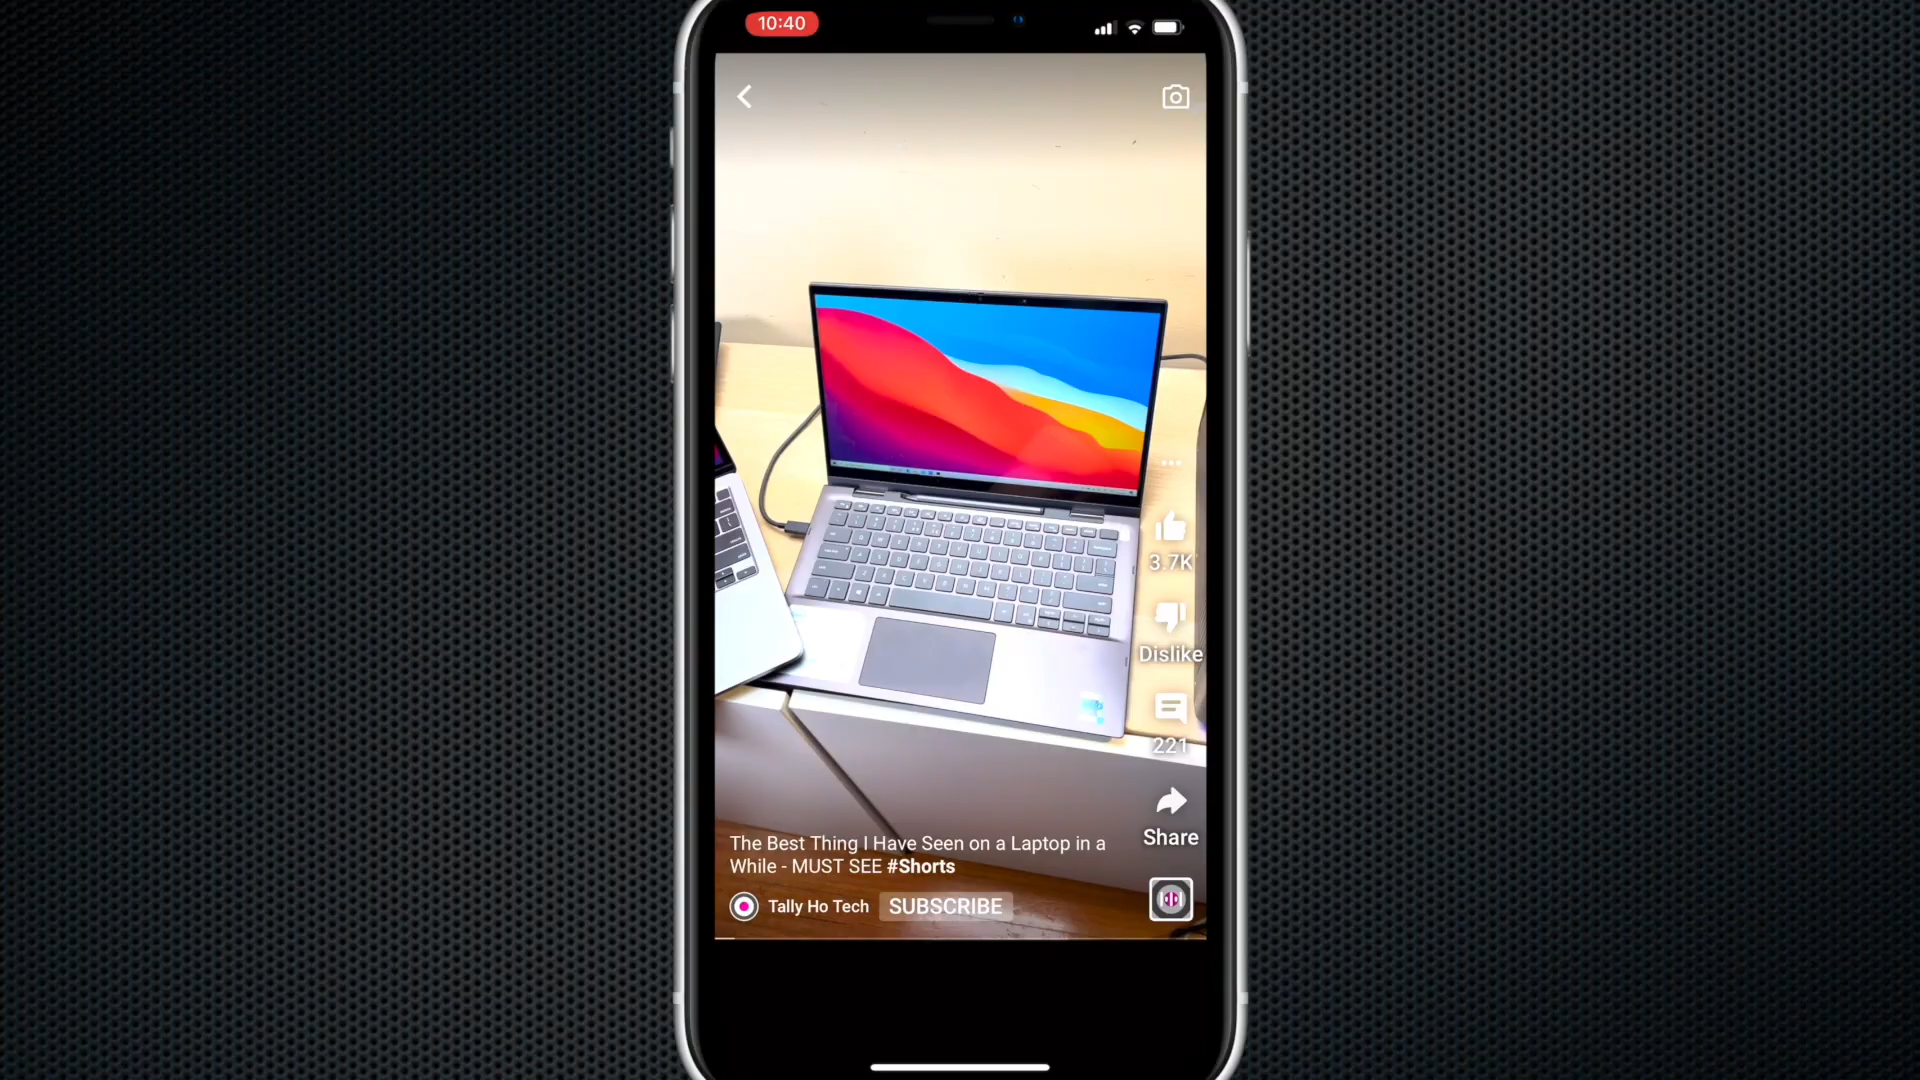 10:40
3.7K
Dislike
221
Share
The Best Thing I Have Seen on a Laptop in a
While - MUST SEE #Shorts
Tally Ho Tech
SUBSCRIBE